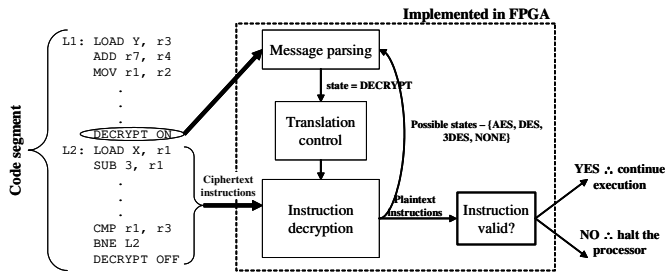 Implemented in FPGA
Code segment
L1: LOAD Y, r3
ADD r7, r4
MOV r1, r2
.
.
.
DECRYPT ON
L2: LOAD X, r1
SUB 3, r1
.
.
.
CMP r1, r3
BNE L2
DECRYPT OFF
Ciphertext
instructions
Message parsing
state = DECRYPT
Translation
control
Possible states – {AES, DES,
3DES, NONE}
Instruction
decryption
Plaintext
instructions
Instruction
valid?
YES ∴ continue
execution
NO ∴ halt the
processor